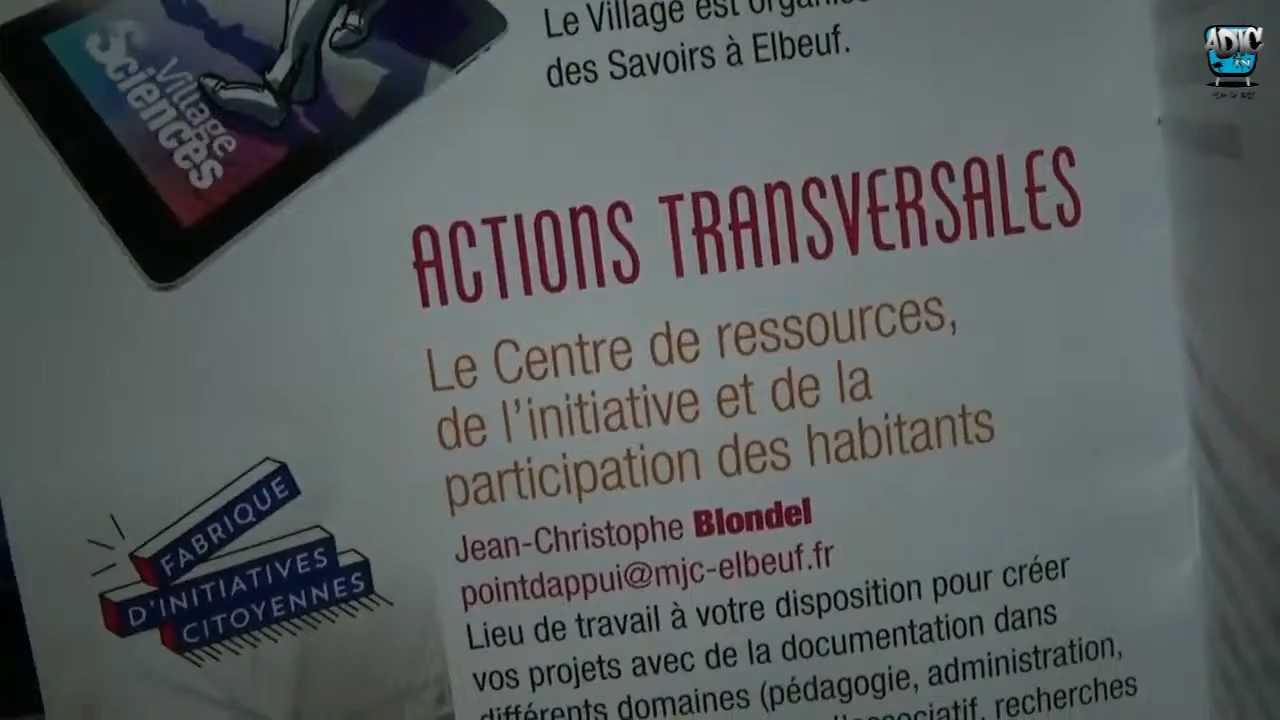 Le Village est
des Savoirs à Elbeuf.
Village
Sciences
ACTIONS TRANSVERSALES
Le Centre de ressources,
de l'initiative et de la
participation des habitants
Jean-Christophe Blondel
pointdappui@mjc-elbeuf.fr
Lieu de travail à votre disposition pour créer
vos projets avec de la documentation dans
différents domaines (pédagogie, administration,
recherches
FABRIQUE
D'INITIATIVES
CITOYENNES
ADTC